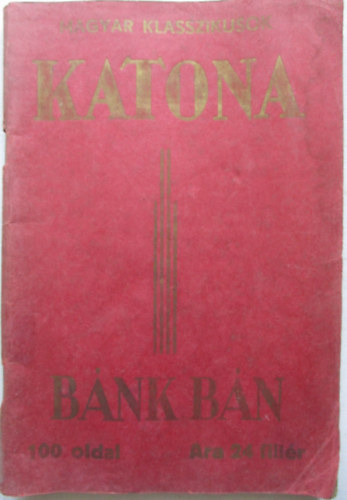 MAGYAR KLASSZIKUSOK
KATONA
BÁNK BÁN
100 oldal Ára 24 fillér